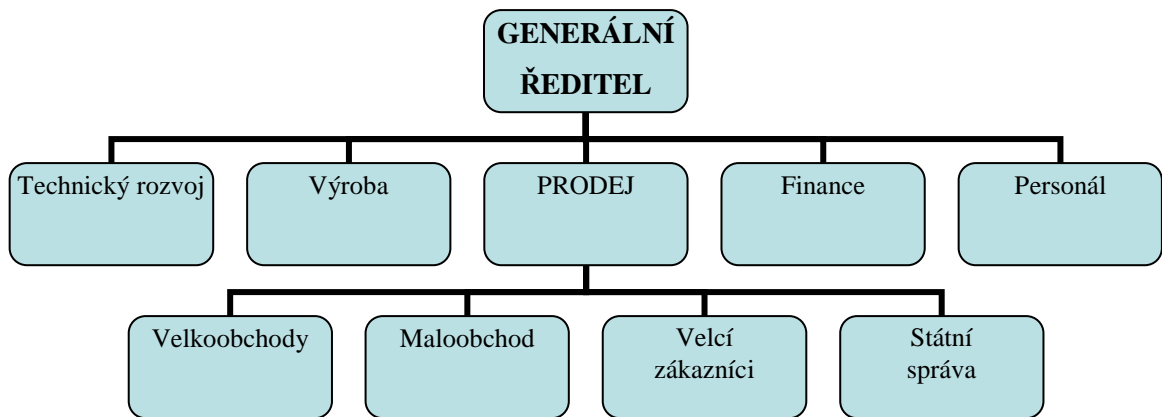 GENERÁLNÍ
ŘEDITEL
Technický rozvoj
Výroba
PRODEJ
Finance
Personál
Velkoobchody
Maloobchod
Velcí
zákazníci
Státní
správa